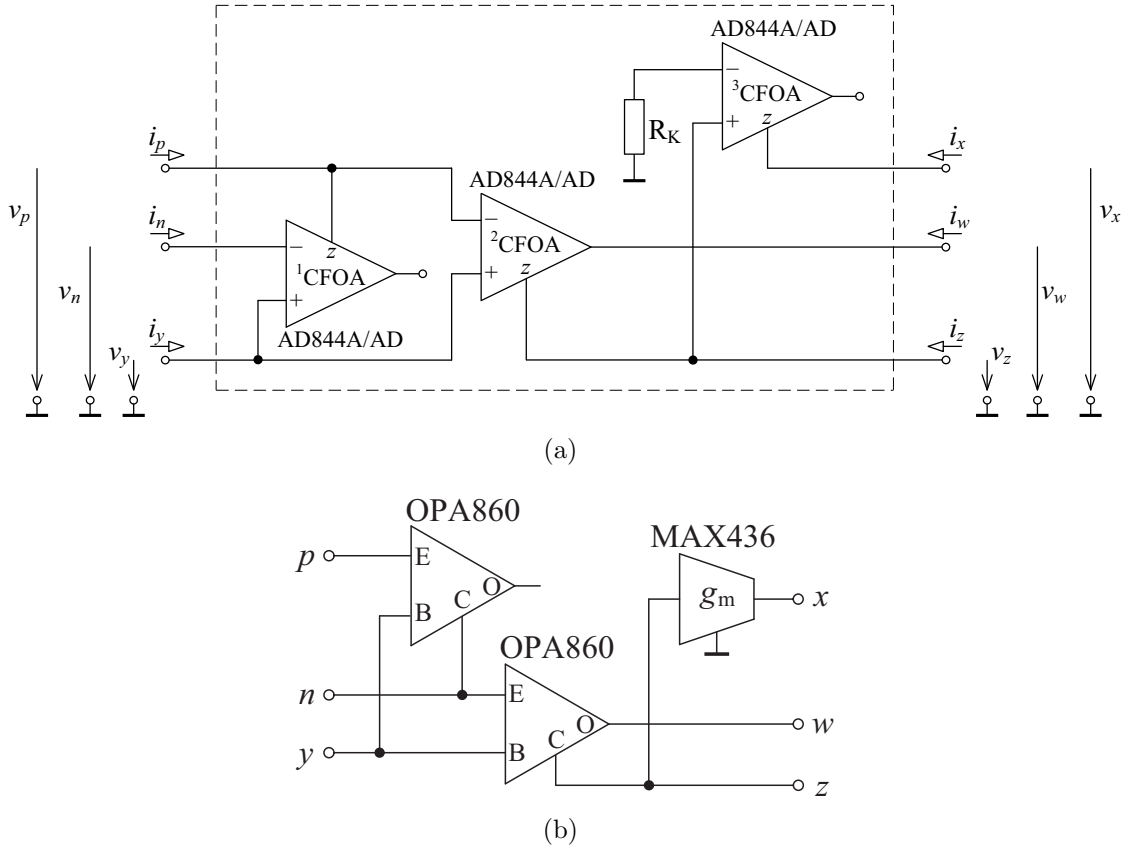 AD844A/AD
−
³CFOA
+ z
R_K
i_p
i_x
AD844A/AD
v_p
−
i_n
²CFOA
i_w
v_x
− z
¹CFOA
z
+
v_n
+
v_w
i_y
AD844A/AD
i_z
v_y
v_z
(a)
OPA860
MAX436
p
E
O
g_m
x
B
C
OPA860
n
E
O
w
y
B
C
z
(b)